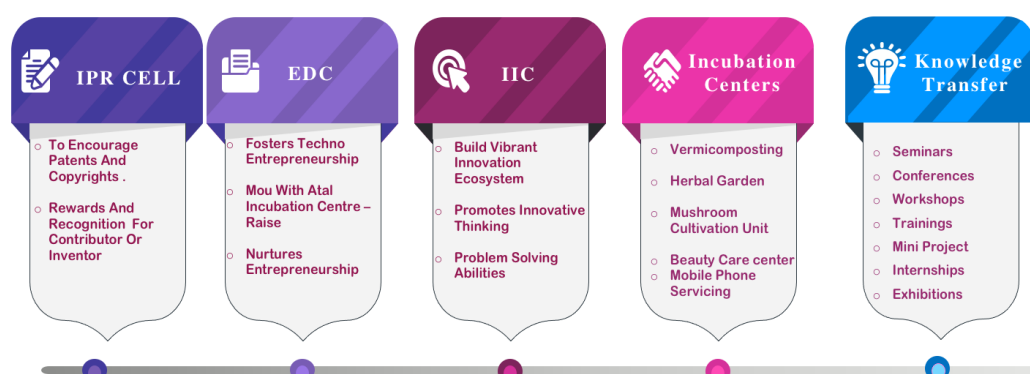 IPR CELL
To Encourage
Patents And
Copyrights .
Rewards And
Recognition For
Contributor Or
Inventor
EDC
Fosters Techno
Entrepreneurship
Mou With Atal
Incubation Centre –
Raise
Nurtures
Entrepreneurship
IIC
Build Vibrant
Innovation
Ecosystem
Promotes Innovative
Thinking
Problem Solving
Abilities
Incubation
Centers
Vermicomposting
Herbal Garden
Mushroom
Cultivation Unit
Beauty Care center
Mobile Phone
Servicing
Knowledge
Transfer
Seminars
Conferences
Workshops
Trainings
Mini Project
Internships
Exhibitions